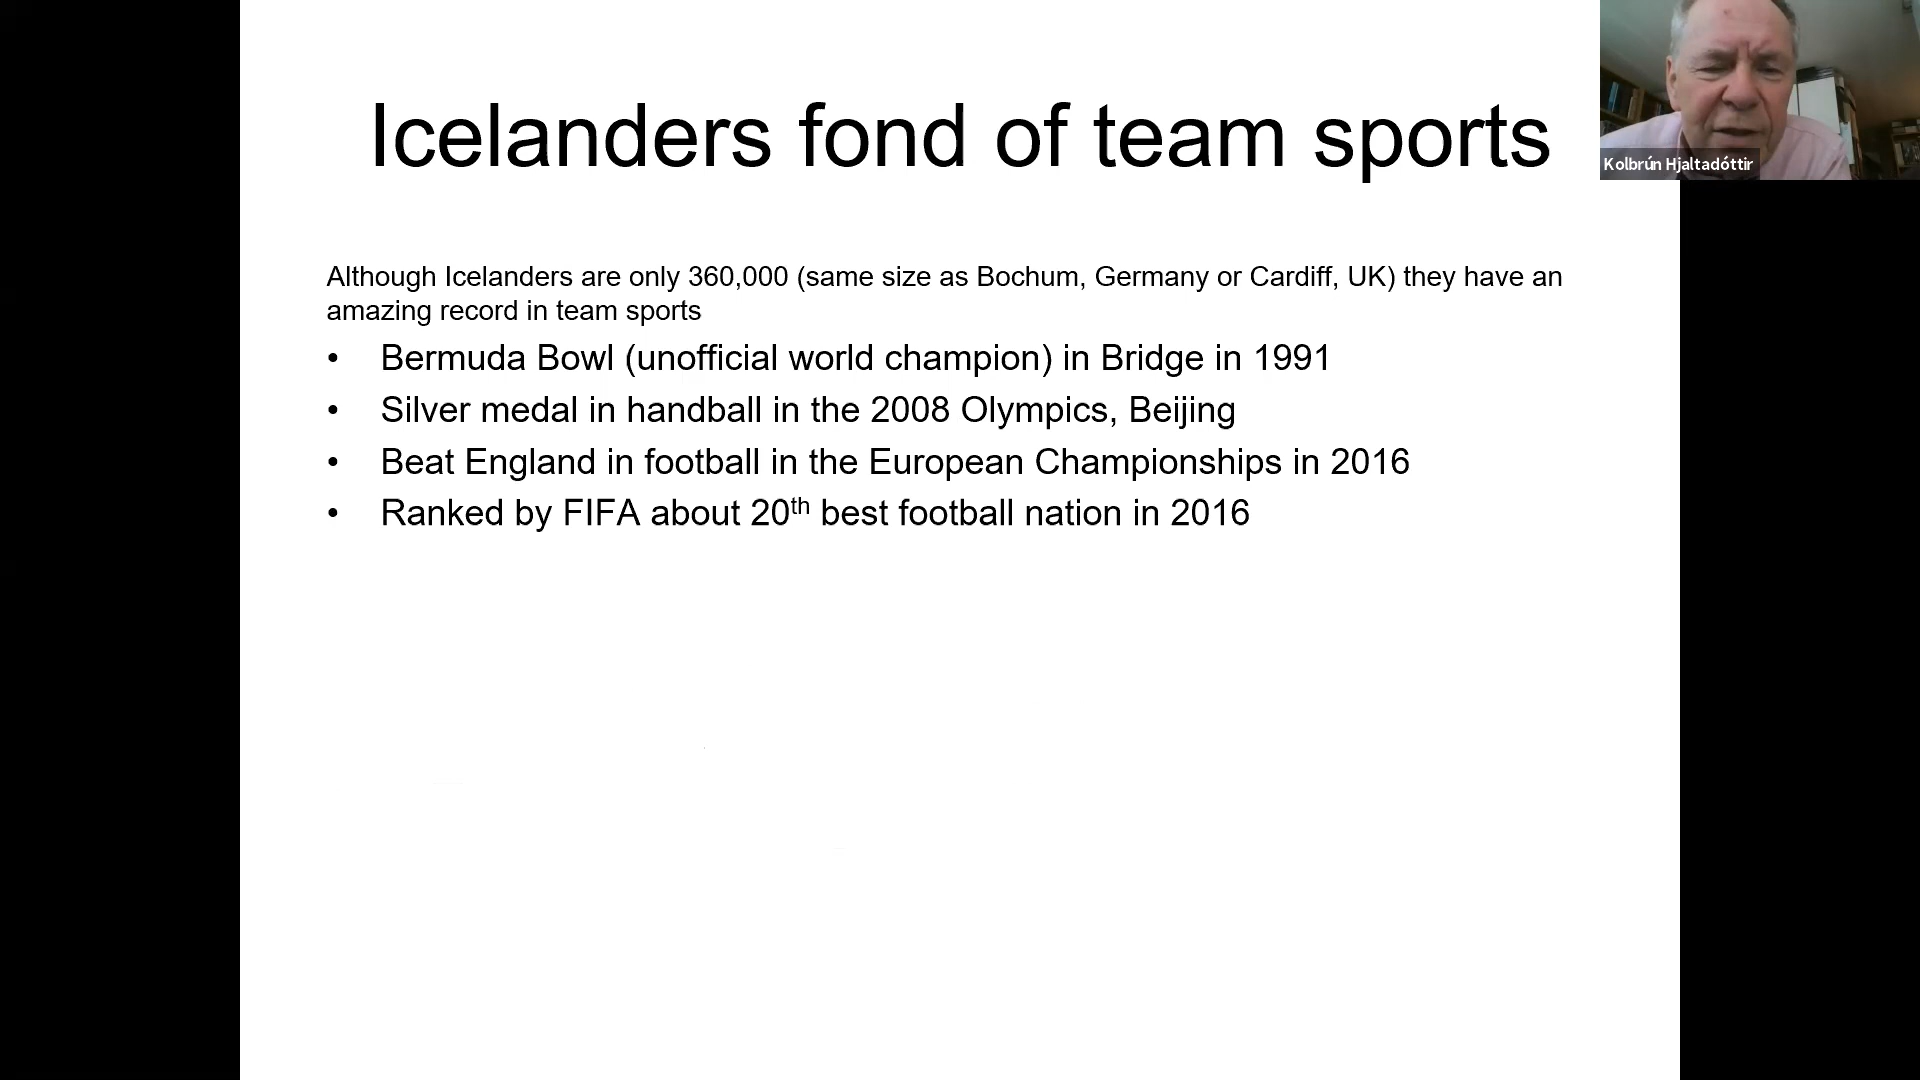 Icelanders fond of team sports
Kolbrún Hjaltadóttir
Although Icelanders are only 360,000 (same size as Bochum, Germany or Cardiff, UK) they have an
amazing record in team sports
• Bermuda Bowl (unofficial world champion) in Bridge in 1991
• Silver medal in handball in the 2008 Olympics, Beijing
• Beat England in football in the European Championships in 2016
• Ranked by FIFA about 20th best football nation in 2016